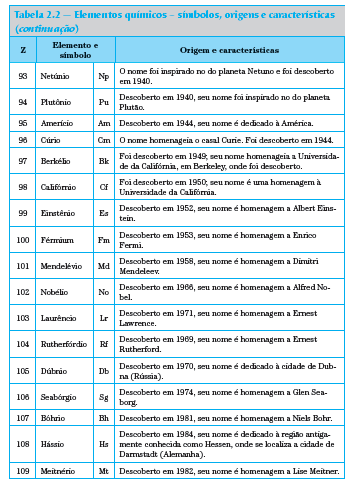 Tabela 2.2 — Elementos químicos – símbolos, origens e características
(continuação)
Z Elemento e símbolo Origem e características
93 Netúnio Np O nome foi inspirado no do planeta Netuno e foi descoberto
em 1940.
94 Plutônio Pu Descoberto em 1940, seu nome foi inspirado no do planeta
Plutão.
95 Amerício Am Descoberto em 1944, seu nome é dedicado à América.
96 Cúrio Cm O nome homenageia o casal Curie. Foi descoberto em 1944.
97 Berkélio Bk Foi descoberto em 1949; seu nome homenageia a Universida-
de da Califórnia, em Berkeley, onde foi descoberto.
98 Califórnio Cf Foi descoberto em 1950; seu nome é uma homenagem à
Universidade da Califórnia.
99 Einstênio Es Descoberto em 1952, seu nome é homenagem a Albert Eins-
tein.
100 Férmium Fm Descoberto em 1953, seu nome é homenagem a Enrico
Fermi.
101 Mendelévio Md Descoberto em 1958, seu nome é homenagem a Dimitri
Mendeleev.
102 Nobélio No Descoberto em 1966, seu nome é homenagem a Alfred No-
bel.
103 Laurêncio Lr Descoberto em 1971, seu nome é homenagem a Ernest
Lawrence.
104 Rutherfórdio Rf Descoberto em 1969, seu nome é homenagem a Ernest
Rutherford.
105 Dúbnio Db Descoberto em 1970, seu nome é dedicado à cidade de Dub-
na (Rússia).
106 Seabórgio Sg Descoberto em 1974, seu nome é homenagem a Glen Sea-
borg.
107 Bóhrio Bh Descoberto em 1981, seu nome é homenagem a Niels Bohr.
108 Hássio Hs Descoberto em 1984, seu nome é dedicado à região antiga-
mente conhecida como Hessen, onde se localiza a cidade de
Darmstadt (Alemanha).
109 Meitnério Mt Descoberto em 1982, seu nome é homenagem a Lise Meitner.